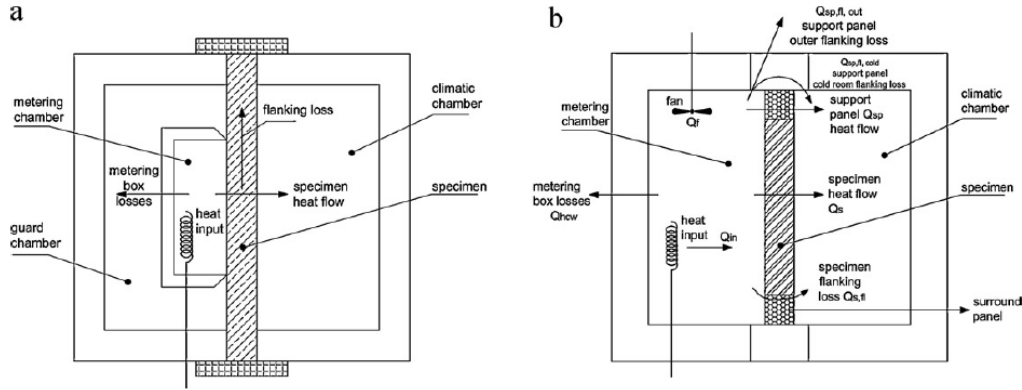 a
metering
chamber
flanking loss
climatic
chamber
metering
box
losses
specimen
heat flow
specimen
heat
input
guard
chamber
b
Qsp,fl, out
support panel
outer flanking loss
Qsp,fl, cold
support panel
cold room flanking loss
metering
chamber
fan
Qf
support
panel Qsp
heat flow
climatic
chamber
metering
box losses
Qhcw
specimen
heat flow
Qs
specimen
heat
input
Qin
specimen
flanking
loss Qs,fl
surround
panel